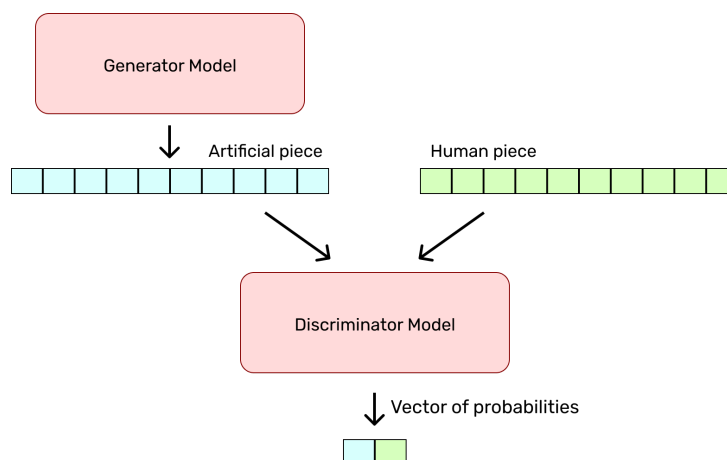 Generator Model
Artificial piece
Human piece
Discriminator Model
Vector of probabilities